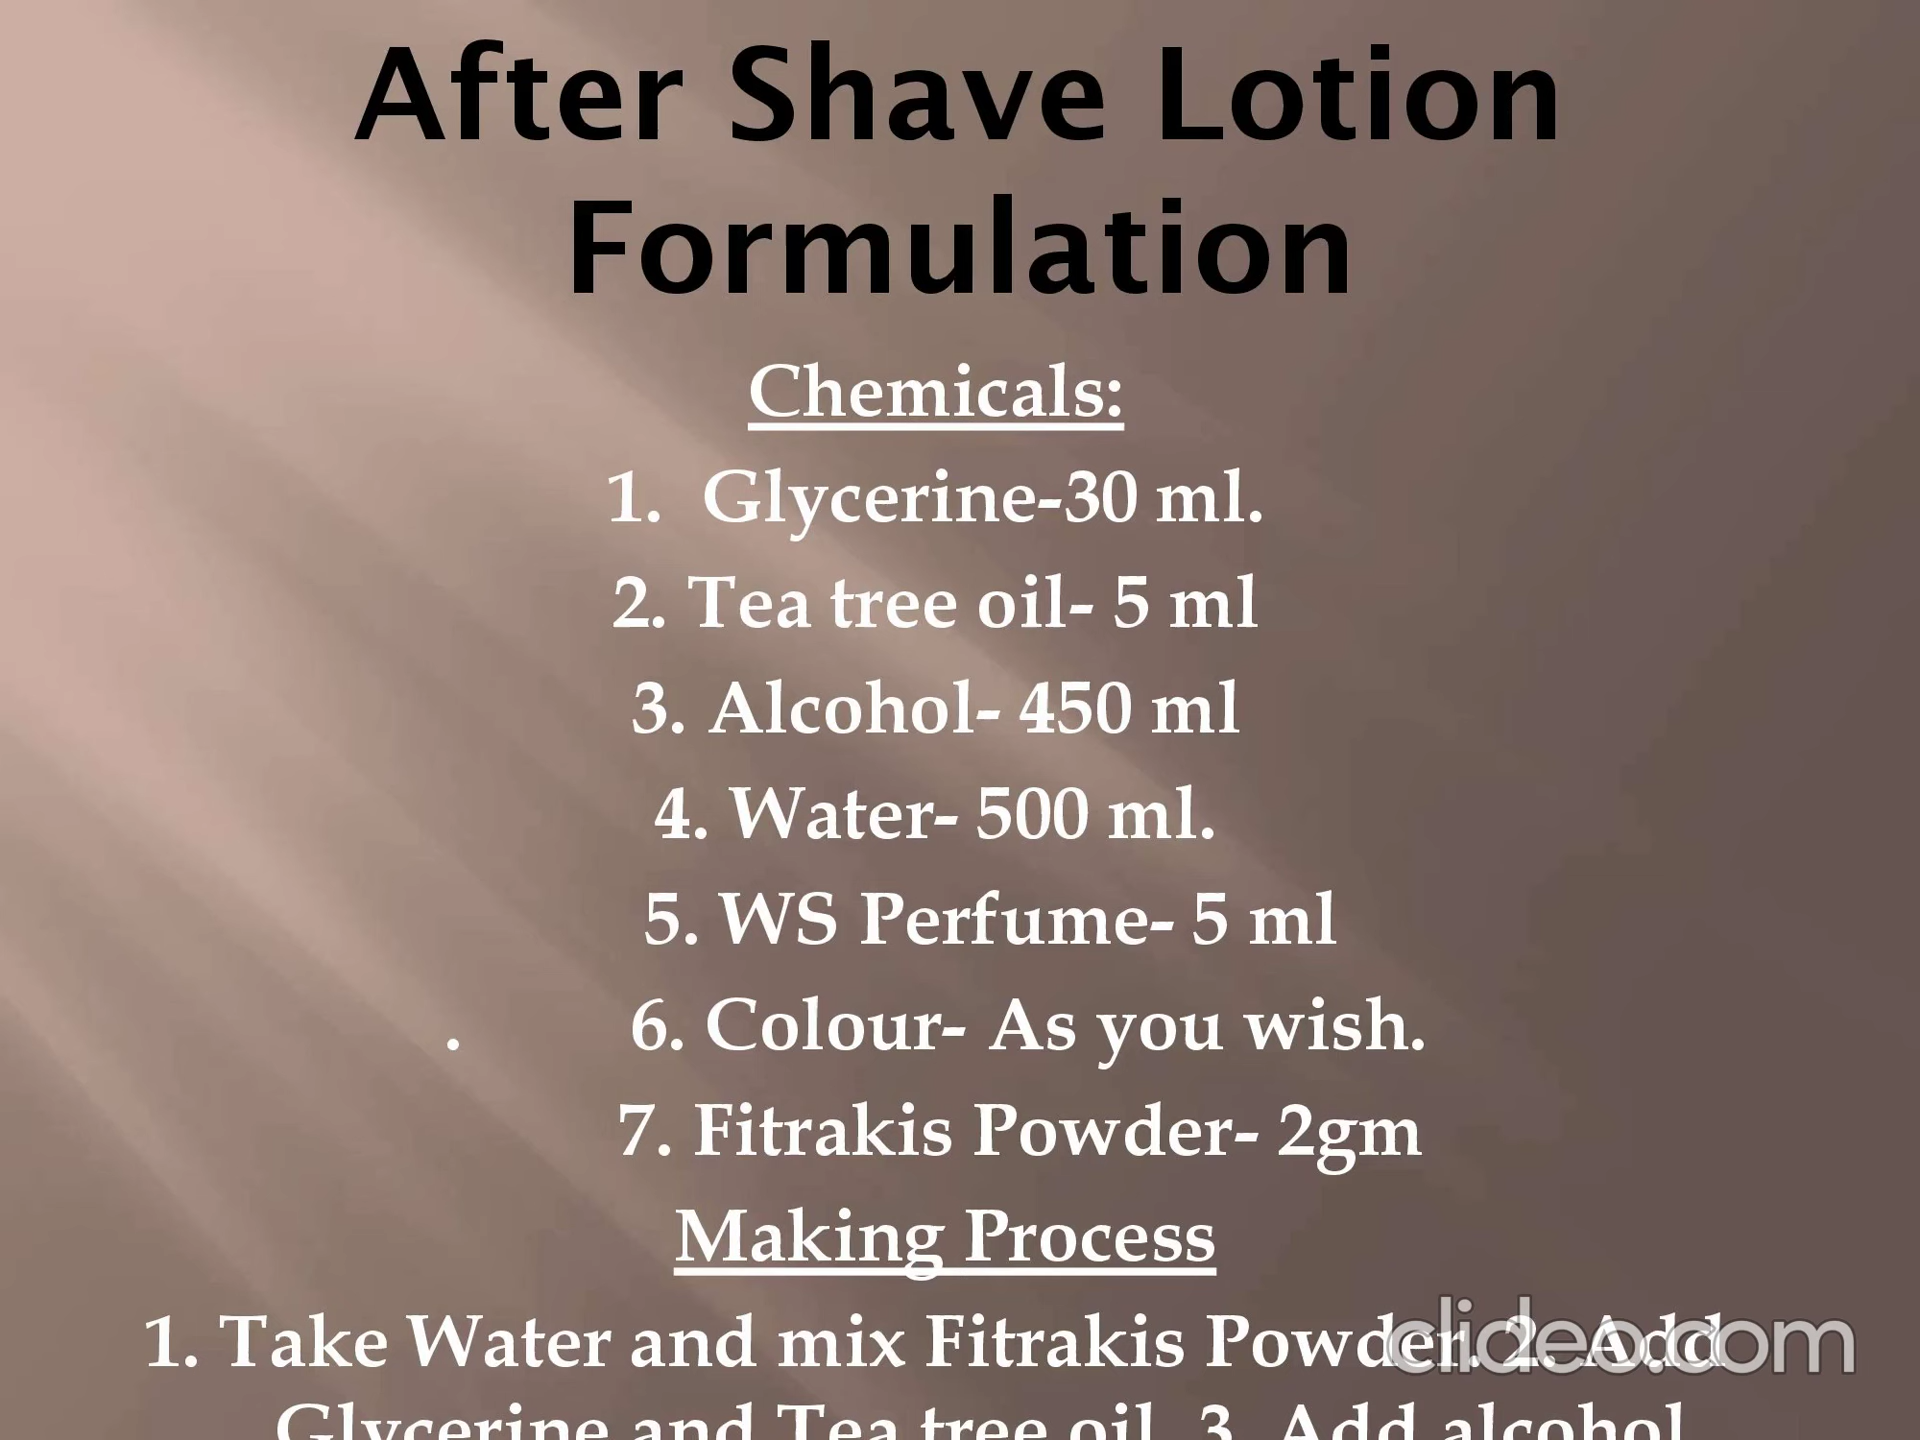 After Shave Lotion
Formulation
Chemicals:
1. Glycerine-30 ml.
2. Tea tree oil- 5 ml
3. Alcohol- 450 ml
4. Water- 500 ml.
5. WS Perfume- 5 ml
. 6. Colour- As you wish.
7. Fitrakis Powder- 2gm
Making Process
1. Take Water and mix Fitrakis Powder. 2. Add
Glycerine and Tea tree oil. 3. Add alcohol
clideo.com